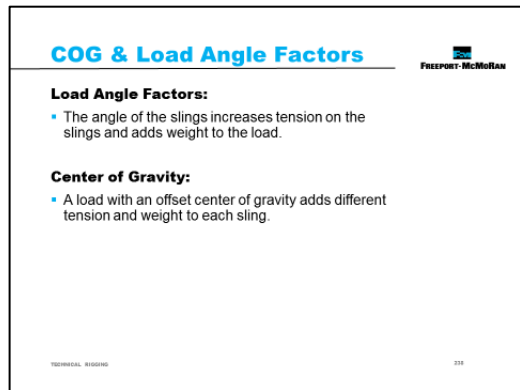 COG & Load Angle Factors
FCX
FREEPORT-MCMORAN
Load Angle Factors:
▪ The angle of the slings increases tension on the
slings and adds weight to the load.
Center of Gravity:
▪ A load with an offset center of gravity adds different
tension and weight to each sling.
TECHNICAL RIGGING